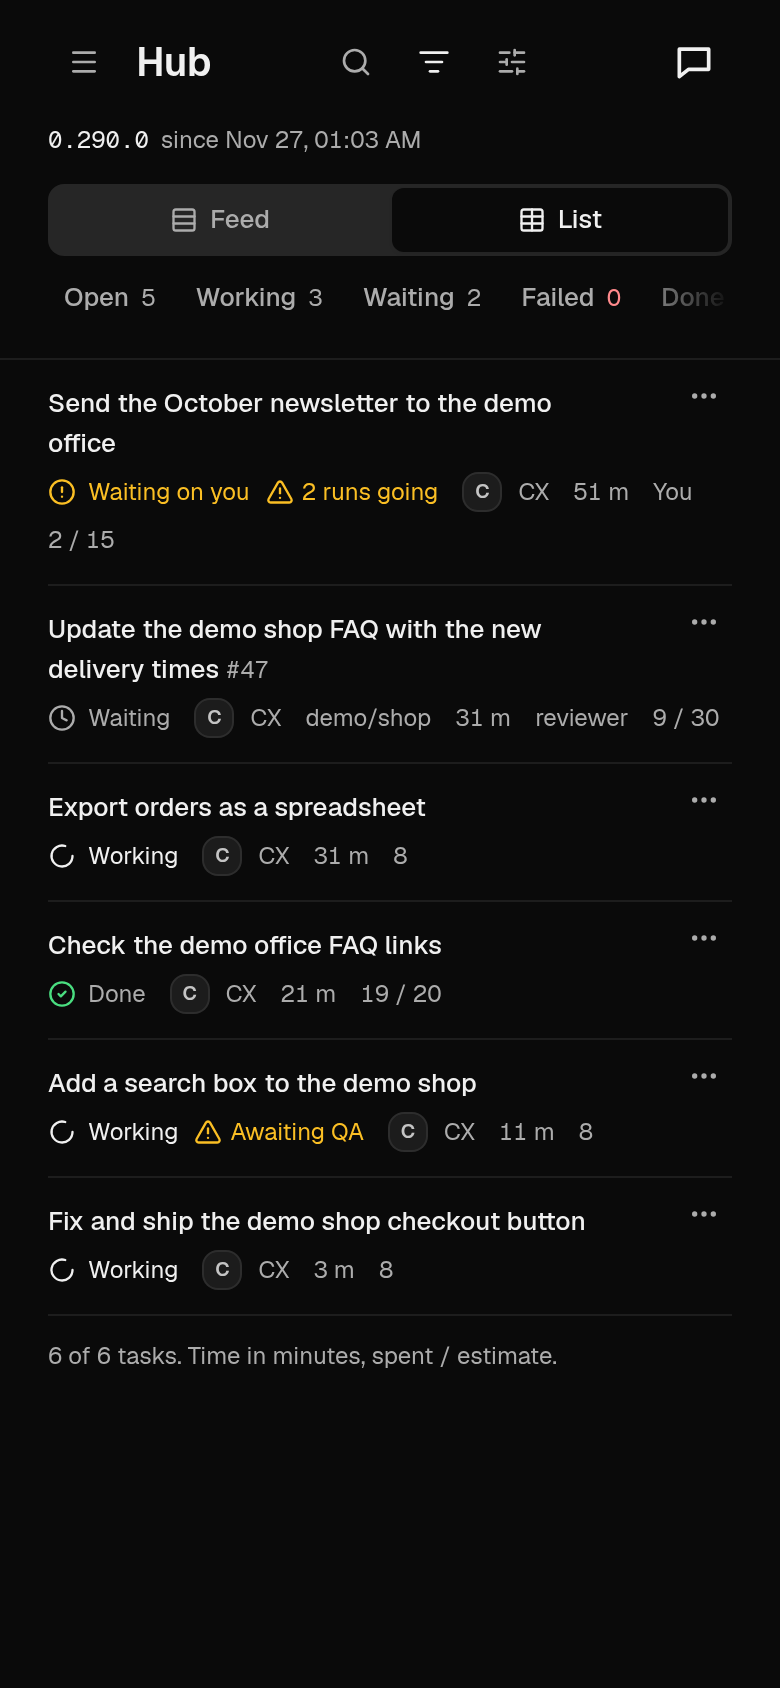 Hub
0.290.0 since Nov 27, 01:03 AM
Feed List
Open 5 Working 3 Waiting 2 Failed 0 Done
Send the October newsletter to the demo
office
Waiting on you 2 runs going C CX 51 m You
2 / 15
Update the demo shop FAQ with the new
delivery times #47
Waiting C CX demo/shop 31 m reviewer 9 / 30
Export orders as a spreadsheet
Working C CX 31 m 8
Check the demo office FAQ links
Done C CX 21 m 19 / 20
Add a search box to the demo shop
Working Awaiting QA C CX 11 m 8
Fix and ship the demo shop checkout button
Working C CX 3 m 8
6 of 6 tasks. Time in minutes, spent / estimate.